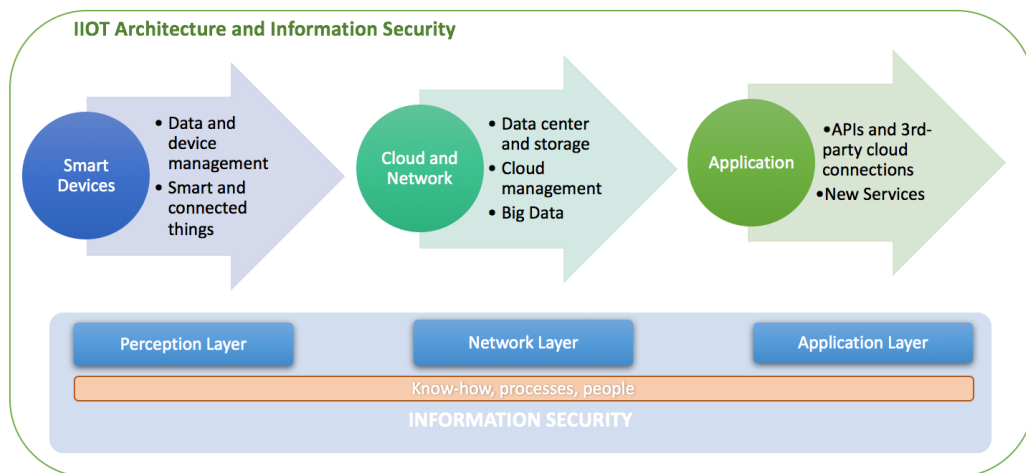 IIOT Architecture and Information Security
Smart
Devices
• Data and
device
management
• Smart and
connected
things
Cloud and
Network
• Data center
and storage
• Cloud
management
• Big Data
Application
•APIs and 3rd-
party cloud
connections
•New Services
Perception Layer
Network Layer
Application Layer
Know-how, processes, people
INFORMATION SECURITY